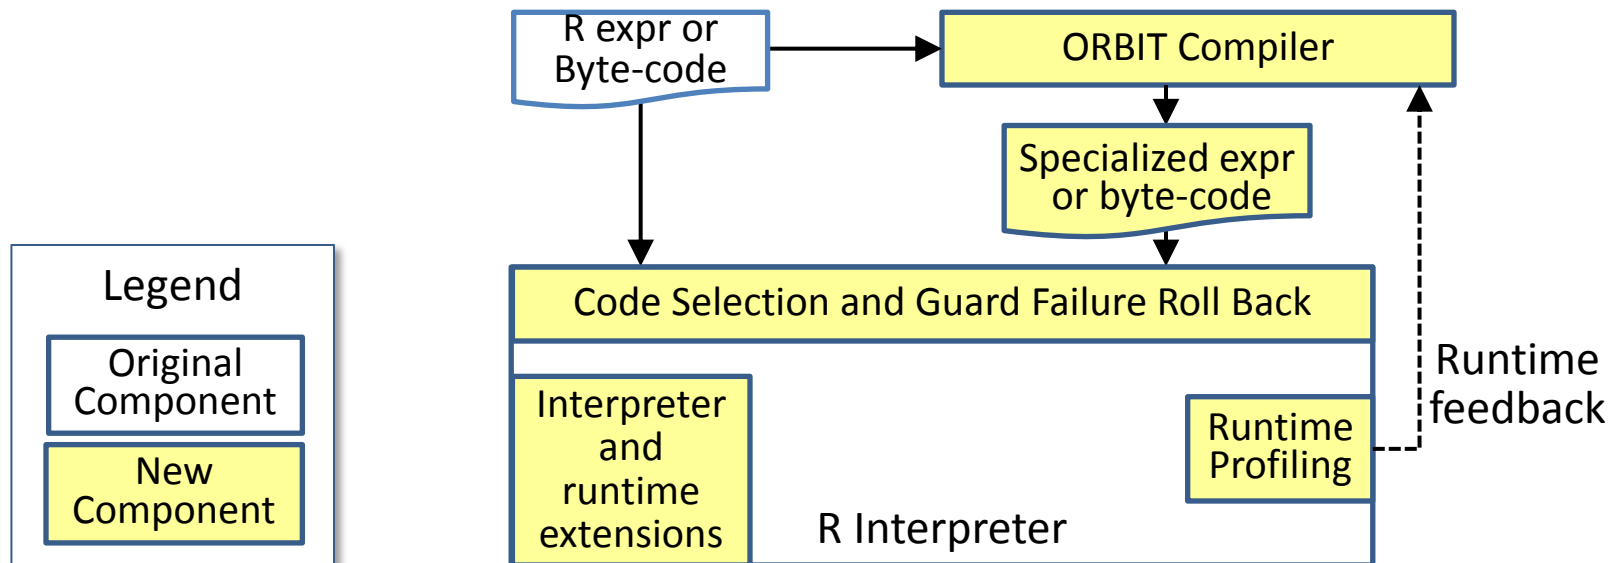 R expr or
Byte-code
ORBIT Compiler
Specialized expr
or byte-code
Legend
Original
Component
New
Component
Code Selection and Guard Failure Roll Back
Interpreter
and
runtime
extensions
R Interpreter
Runtime
Profiling
Runtime
feedback